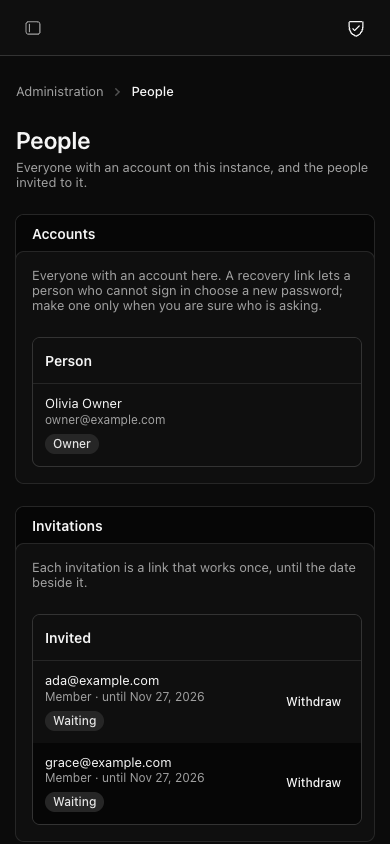 Administration > People
People
Everyone with an account on this instance, and the people
invited to it.
Accounts
Everyone with an account here. A recovery link lets a
person who cannot sign in choose a new password;
make one only when you are sure who is asking.
Person
Olivia Owner
owner@example.com
Owner
Invitations
Each invitation is a link that works once, until the date
beside it.
Invited
ada@example.com
Member · until Nov 27, 2026
Withdraw
Waiting
grace@example.com
Member · until Nov 27, 2026
Withdraw
Waiting